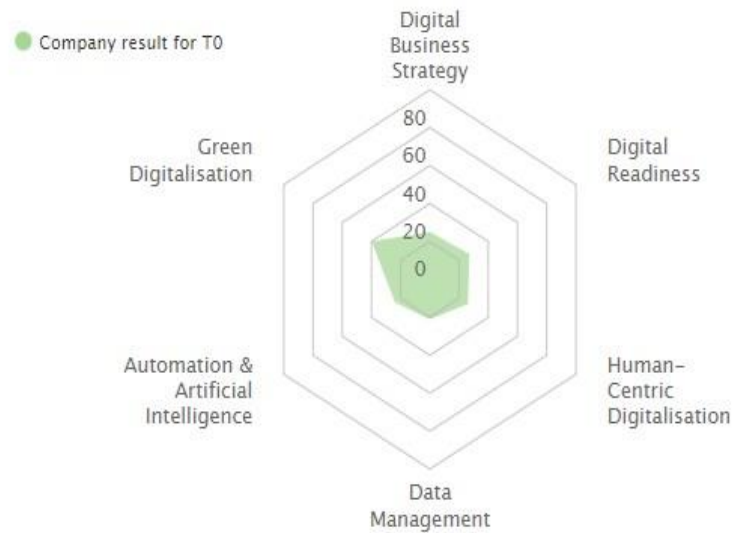 Company result for T0
Digital
Business
Strategy
80
60
40
20
0
Green
Digitalisation
Digital
Readiness
Automation &
Artificial
Intelligence
Human-
Centric
Digitalisation
Data
Management